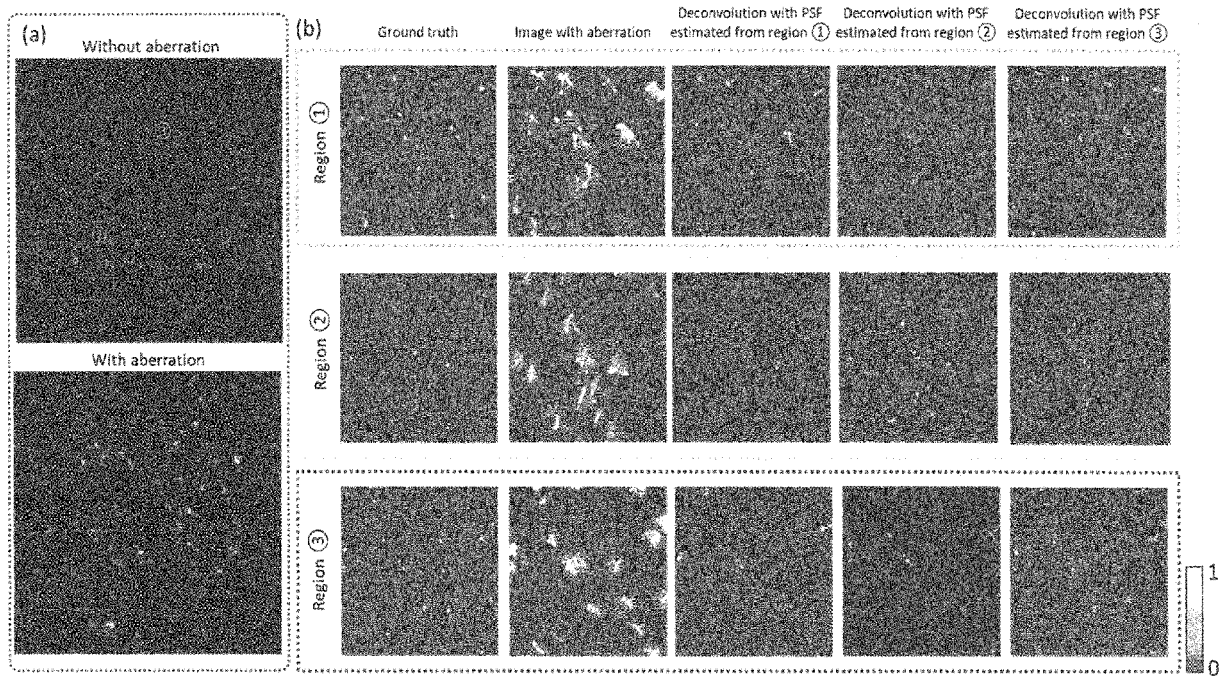 (a)
Without aberration
With aberration
(b)
Ground truth
Image with aberration
Deconvolution with PSF
estimated from region ①
Deconvolution with PSF
estimated from region ②
Deconvolution with PSF
estimated from region ③
Region ①
Region ②
Region ③
1
0